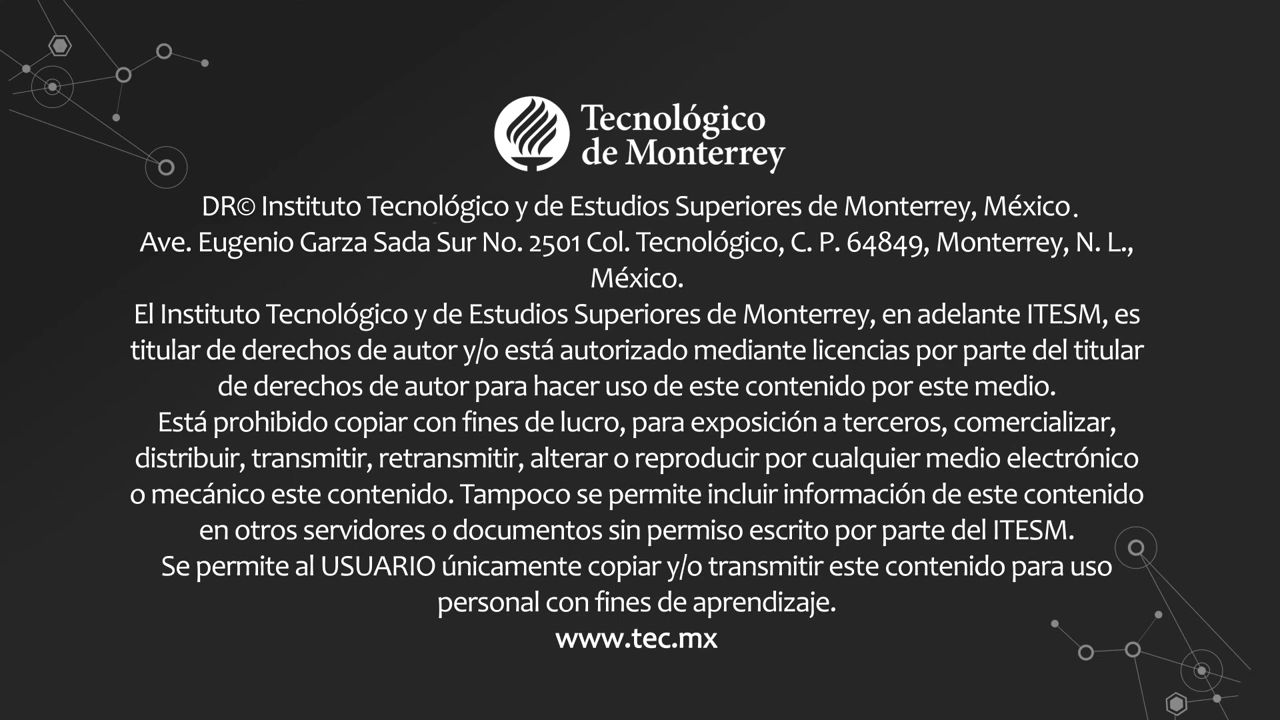 Tecnológico
de Monterrey
DR© Instituto Tecnológico y de Estudios Superiores de Monterrey, México.
Ave. Eugenio Garza Sada Sur No. 2501 Col. Tecnológico, C. P. 64849, Monterrey, N. L.,
México.
El Instituto Tecnológico y de Estudios Superiores de Monterrey, en adelante ITESM, es
titular de derechos de autor y/o está autorizado mediante licencias por parte del titular
de derechos de autor para hacer uso de este contenido por este medio.
Está prohibido copiar con fines de lucro, para exposición a terceros, comercializar,
distribuir, transmitir, retransmitir, alterar o reproducir por cualquier medio electrónico
o mecánico este contenido. Tampoco se permite incluir información de este contenido
en otros servidores o documentos sin permiso escrito por parte del ITESM.
Se permite al USUARIO únicamente copiar y/o transmitir este contenido para uso
personal con fines de aprendizaje.
www.tec.mx